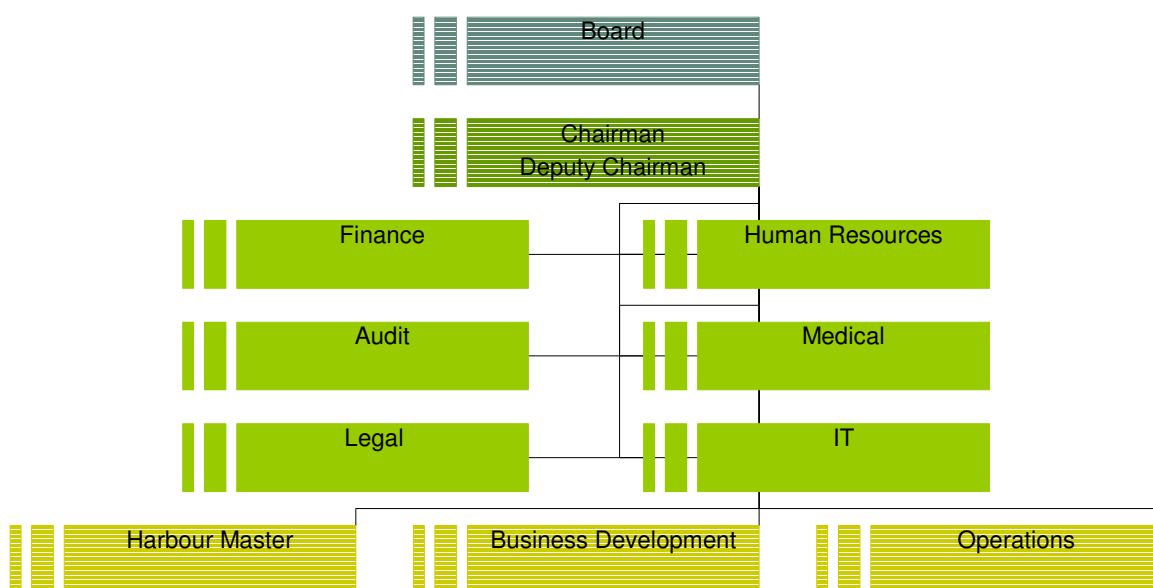 Board
Chairman
Deputy Chairman
Finance
Human Resources
Audit
Medical
Legal
IT
Harbour Master
Business Development
Operations